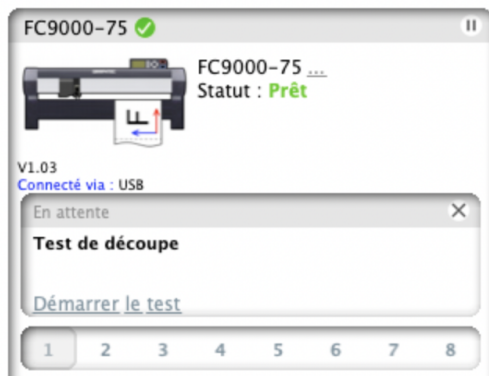 FC9000-75
FC9000-75 ...
Statut : Prêt
F
V1.03
Connecté via : USB
En attente
Test de découpe
Démarrer le test
1 2 3 4 5 6 7 8